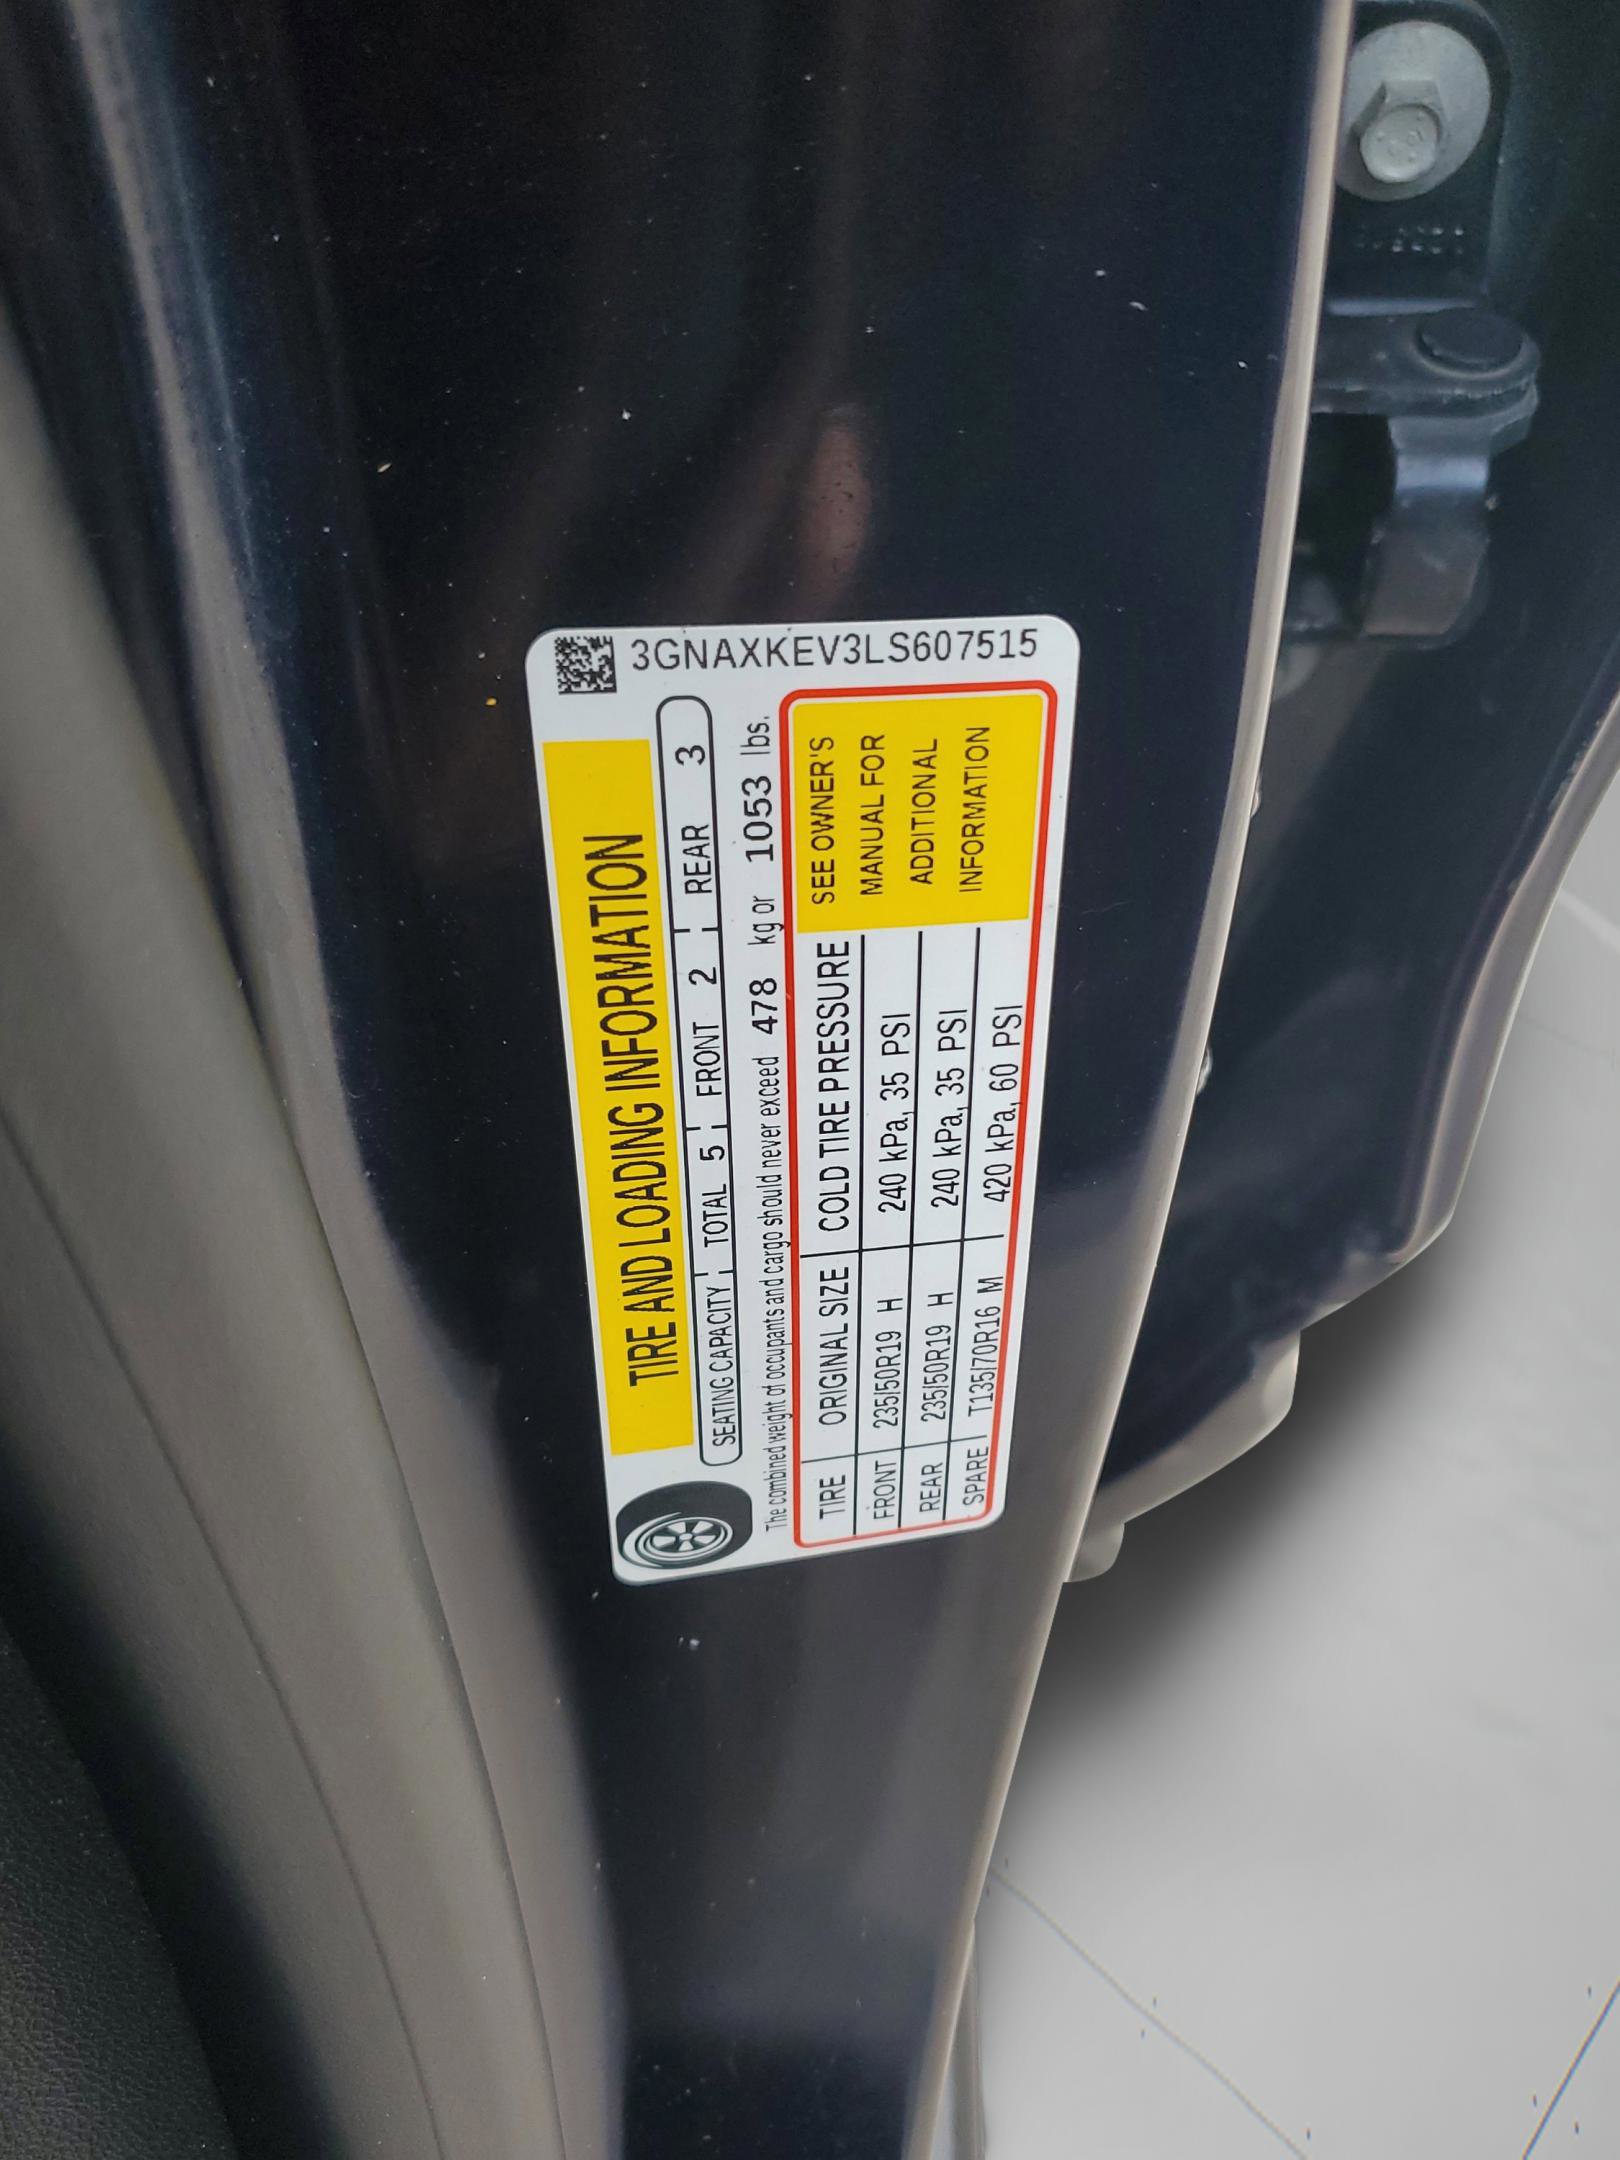 3GNAXKEV3LS607515
TIRE AND LOADING INFORMATION
SEATING CAPACITY TOTAL 5 FRONT 2 REAR 3
The combined weight of occupants and cargo should never exceed 478 kg or 1053 lbs.
TIRE ORIGINAL SIZE COLD TIRE PRESSURE
FRONT 235/50R19 H 240 kPa, 35 PSI
REAR 235/50R19 H 240 kPa, 35 PSI
SPARE T135/70R16 M 420 kPa, 60 PSI
SEE OWNER'S
MANUAL FOR
ADDITIONAL
INFORMATION